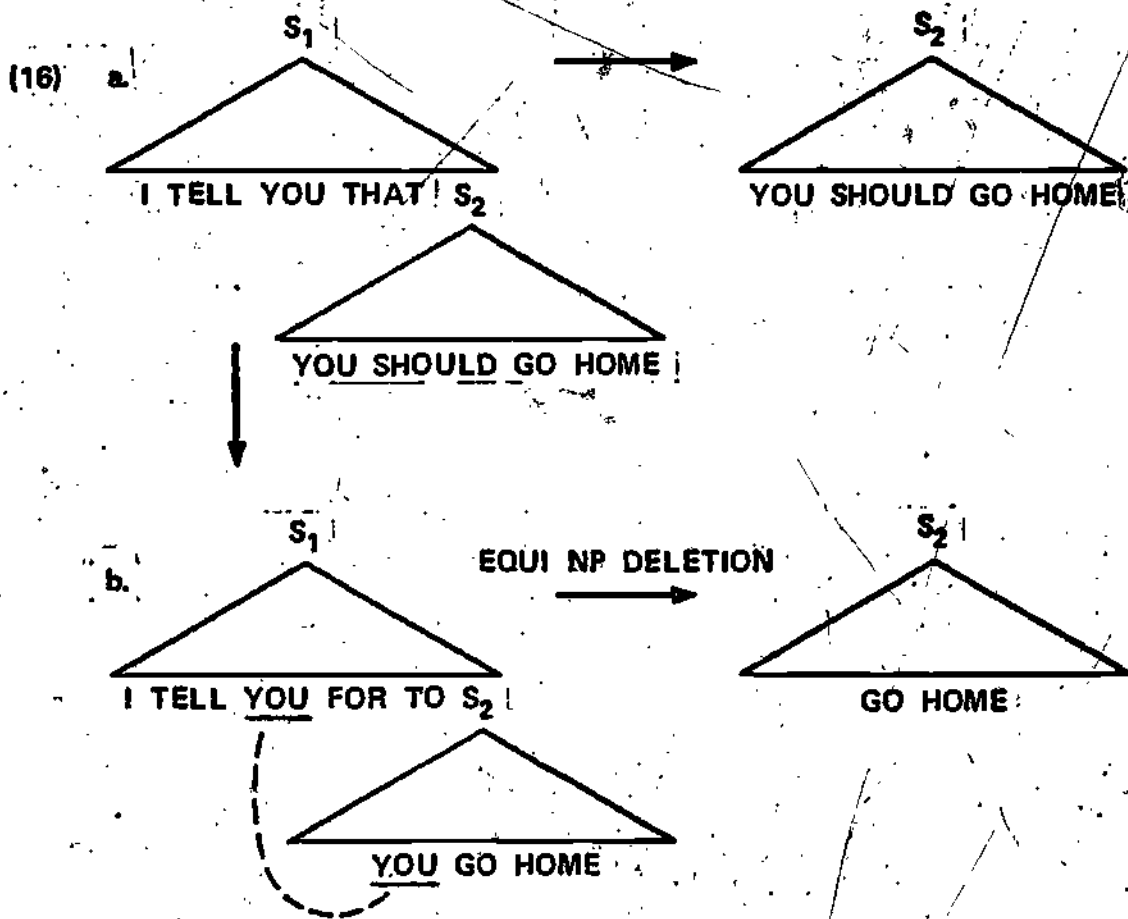 S₁ S₂
(16) a.
I TELL YOU THAT S₂ YOU SHOULD GO HOME
YOU SHOULD GO HOME
S₁ S₂
b. EQUI NP DELETION
I TELL YOU FOR TO S₂ GO HOME
YOU GO HOME